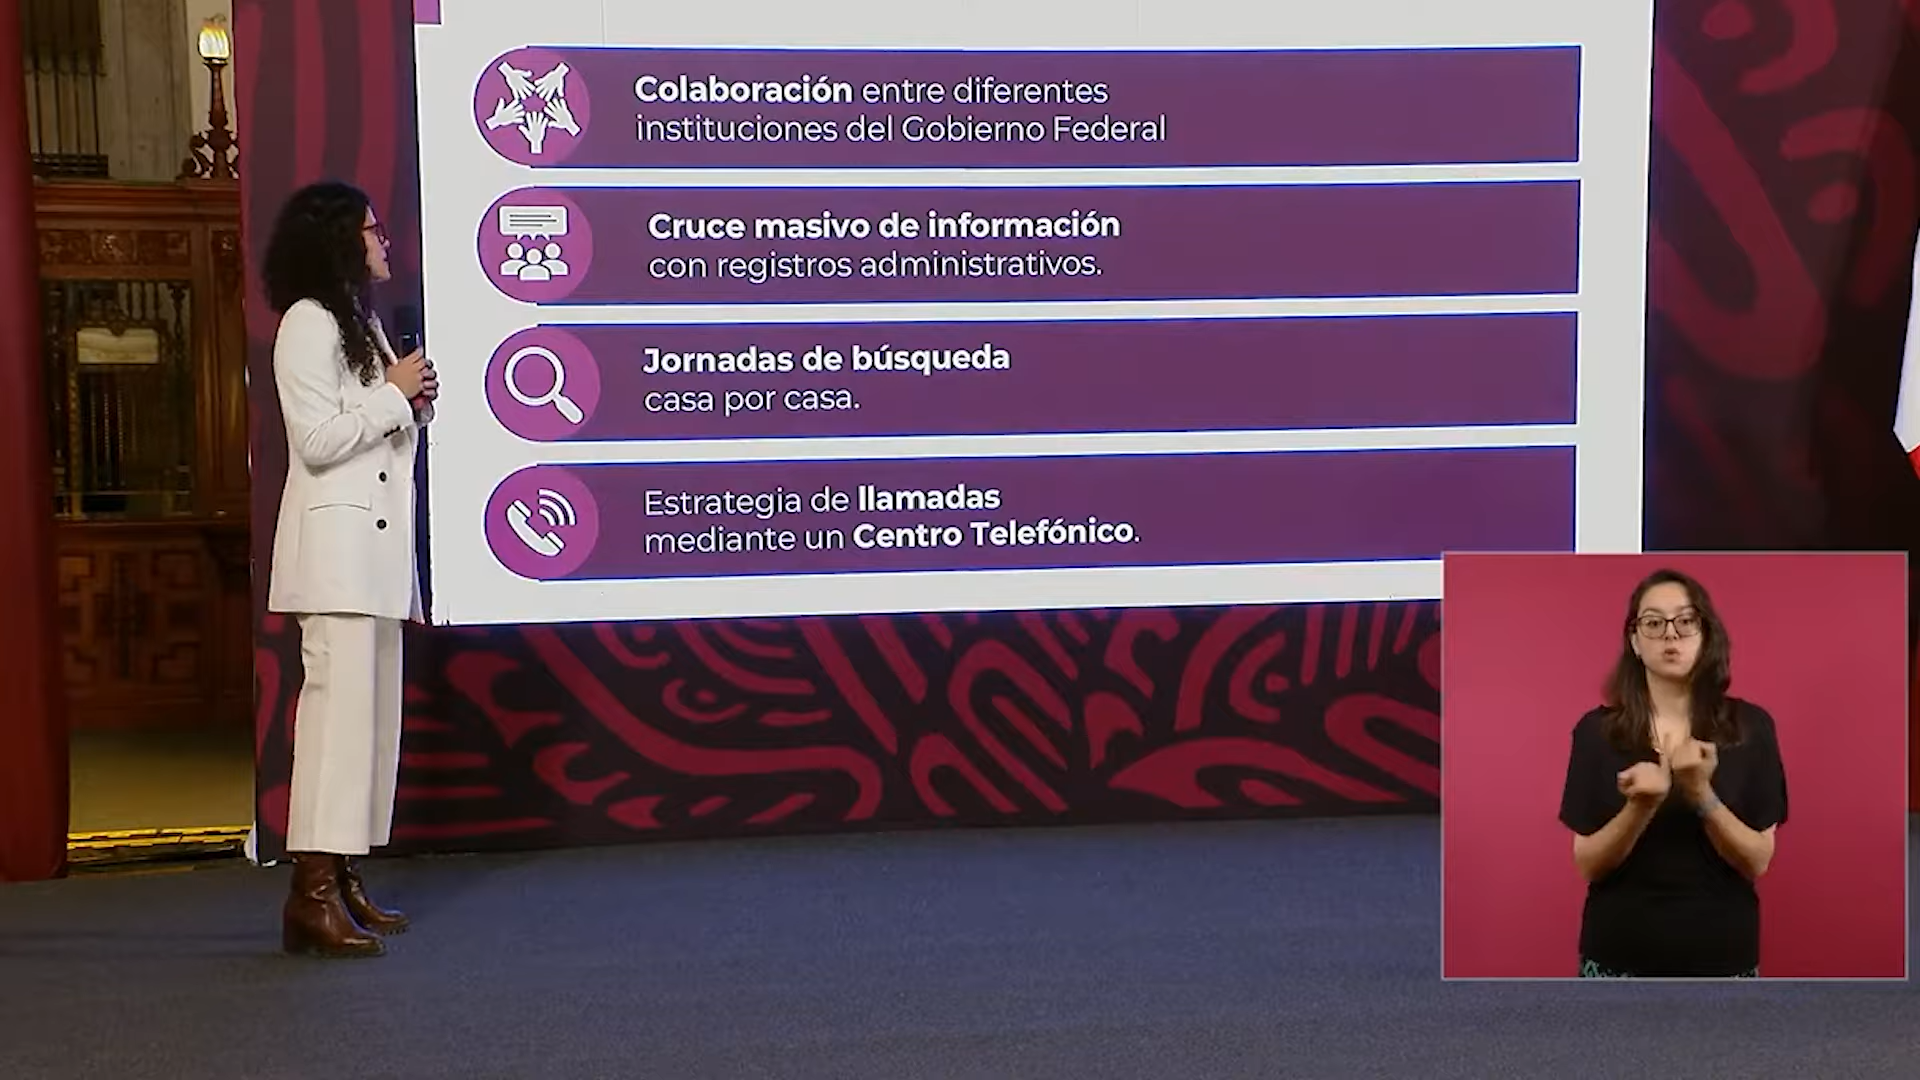 Colaboración entre diferentes
instituciones del Gobierno Federal
Cruce masivo de información
con registros administrativos.
Jornadas de búsqueda
casa por casa.
Estrategia de llamadas
mediante un Centro Telefónico.